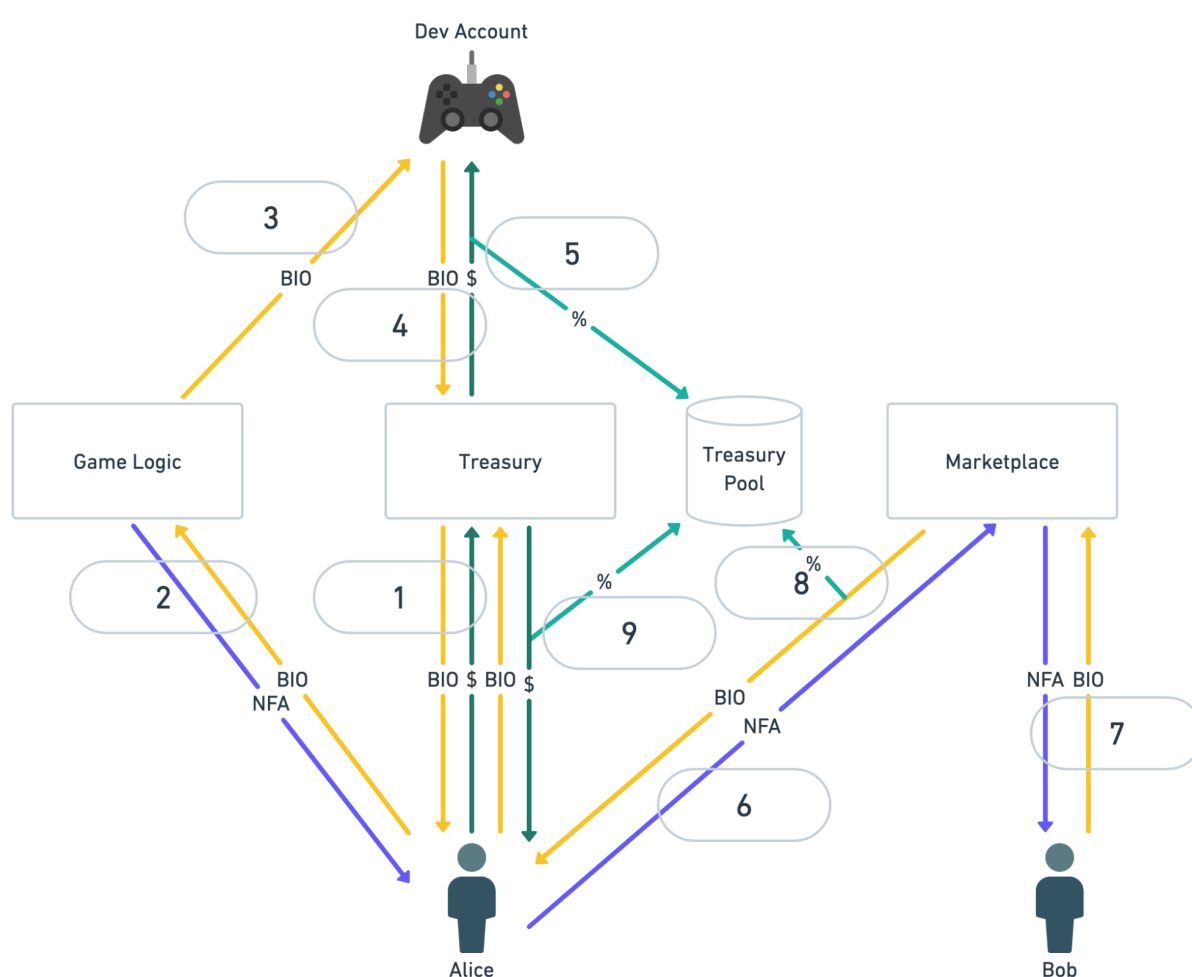 Dev Account
3
5
BIO
BIO $
4
%
Game Logic
Treasury
Treasury
Pool
Marketplace
2
1
%
8
%
9
BIO
NFA
BIO $ BIO $
BIO
NFA
NFA BIO
7
6
Alice
Bob